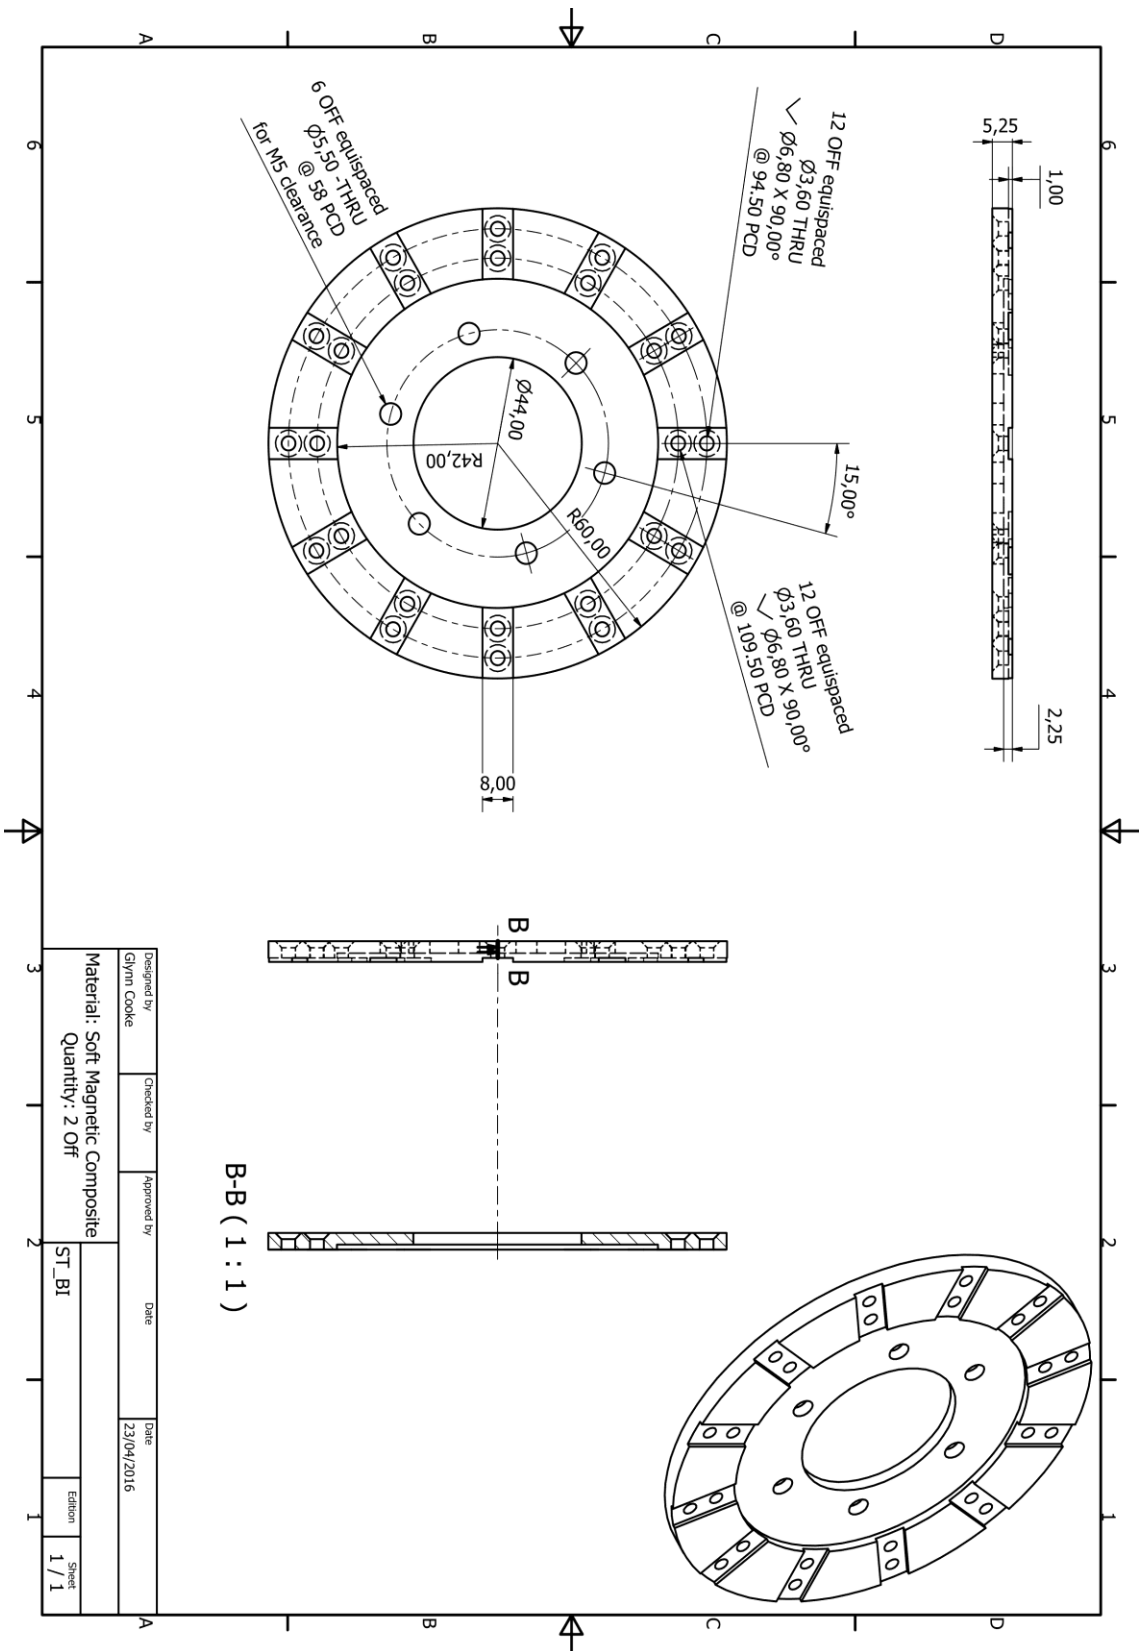 6
5
4
3
2
1
D
C
B
A
5,25
1,00
2,25
12 OFF equispaced
Ø3,60 THRU
Ø6,80 X 90,00°
@ 94.50 PCD
6 OFF equispaced
Ø5,50 -THRU
@ 58 PCD
for M5 clearance
Ø44,00
R42,00
R60,00
15,00°
12 OFF equispaced
Ø3,60 THRU
Ø6,80 X 90,00°
@ 109.50 PCD
8,00
B
B
B-B ( 1 : 1 )
Designed by
Glynn Cooke
Checked by
Approved by
Date
Date
23/04/2016
Material: Soft Magnetic Composite
Quantity: 2 Off
ST_BI
Edition
Sheet
1 / 1
6
5
4
3
2
1
D
C
B
A